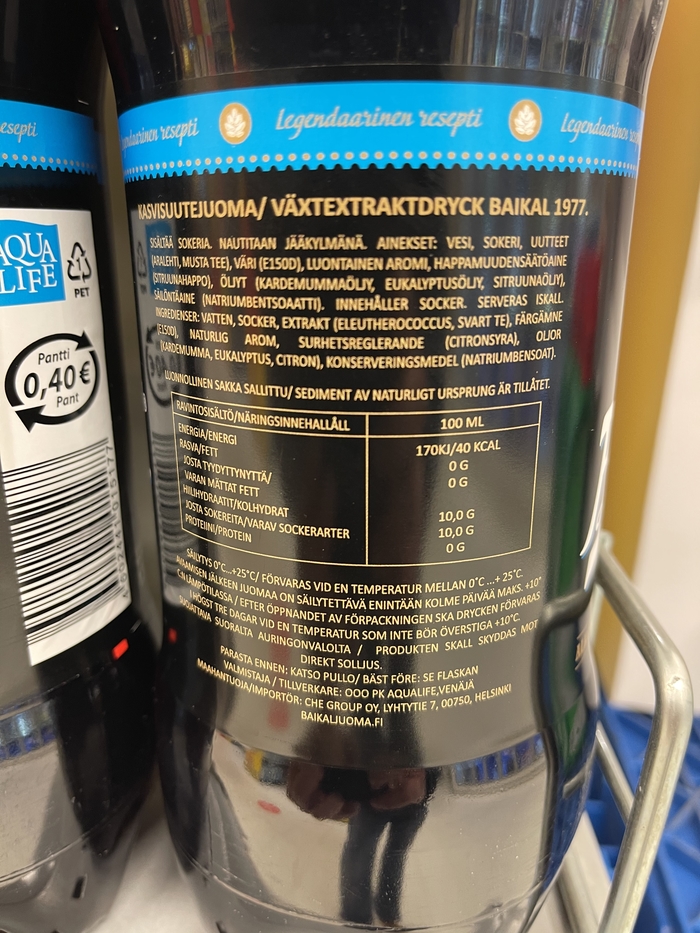 esepti
Legendaarinen resepti
Legendaarinen resepti
Legendaarinen
AQUA
LIFE
PET
Pantti
0,40€
Pant
KASVISUUTEJUOMA/ VÄXTEXTRAKTDRYCK BAIKAL 1977.
SISÄLTÄÄ SOKERIA. NAUTITAAN JÄÄKYLMÄNÄ. AINEKSET: VESI, SOKERI, UUTTEET
(ARALEHTI, MUSTA TEE), VÄRI (E150D), LUONTAINEN AROMI, HAPPAMUUDENSÄÄTÖAINE
(SITRUUNAHAPPO), ÖLJYT (KARDEMUMMAÖLJY, EUKALYPTUSÖLJY, SITRUUNAÖLJY),
SÄILÖNTÄAINE (NATRIUMBENTSOAATTI). INNEHÅLLER SOCKER. SERVERAS ISKALL.
INGREDIENSER: VATTEN, SOCKER, EXTRAKT (ELEUTHEROCOCCUS, SVART TE), FÄRGÄMNE
(E150D), NATURLIG AROM, SURHETSREGLERANDE (CITRONSYRA), OLJOR
(KARDEMUMMA, EUKALYPTUS, CITRON), KONSERVERINGSMEDEL (NATRIUMBENSOAT).
LUONNOLLINEN SAKKA SALLITTU/ SEDIMENT AV NATURLIGT URSPRUNG ÄR TILLÅTET.
RAVINTOSISÄLTÖ/NÄRINGSINNEHALLÅLL 100 ML
ENERGIA/ENERGI 170KJ/40 KCAL
RASVA/FETT 0 G
JOSTA TYYDYTTYNYTTÄ/ 0 G
VARAN MÄTTAT FETT
HIILIHYDRAATIT/KOLHYDRAT 10,0 G
JOSTA SOKEREITA/VARAV SOCKERARTER 10,0 G
PROTEIINI/PROTEIN 0 G
SÄILYTYS 0°C...+25°C/ FÖRVARAS VID EN TEMPERATUR MELLAN 0°C ...+ 25°C.
AVAAMISEN JÄLKEEN JUOMAA ON SÄILYTETTÄVÄ ENINTÄÄN KOLME PÄIVÄÄ MAKS. +10°
C:N LÄMPÖTILASSA / EFTER ÖPPNANDET AV FÖRPACKNINGEN SKA DRYCKEN FÖRVARAS
I HÖGST TRE DAGAR VID EN TEMPERATUR SOM INTE BÖR ÖVERSTIGA +10°C.
SUOJATTAVA SUORALTA AURINGONVALOLTA / PRODUKTEN SKALL SKYDDAS MOT
DIREKT SOLLJUS.
PARASTA ENNEN: KATSO PULLO/ BÄST FÖRE: SE FLASKAN
VALMISTAJA / TILLVERKARE: OOO PK AQUALIFE,VENÄJÄ
MAAHANTUOJA/IMPORTÖR: CHE GROUP OY, LYHTYTIE 7, 00750, HELSINKI
BAIKALJUOMA.FI